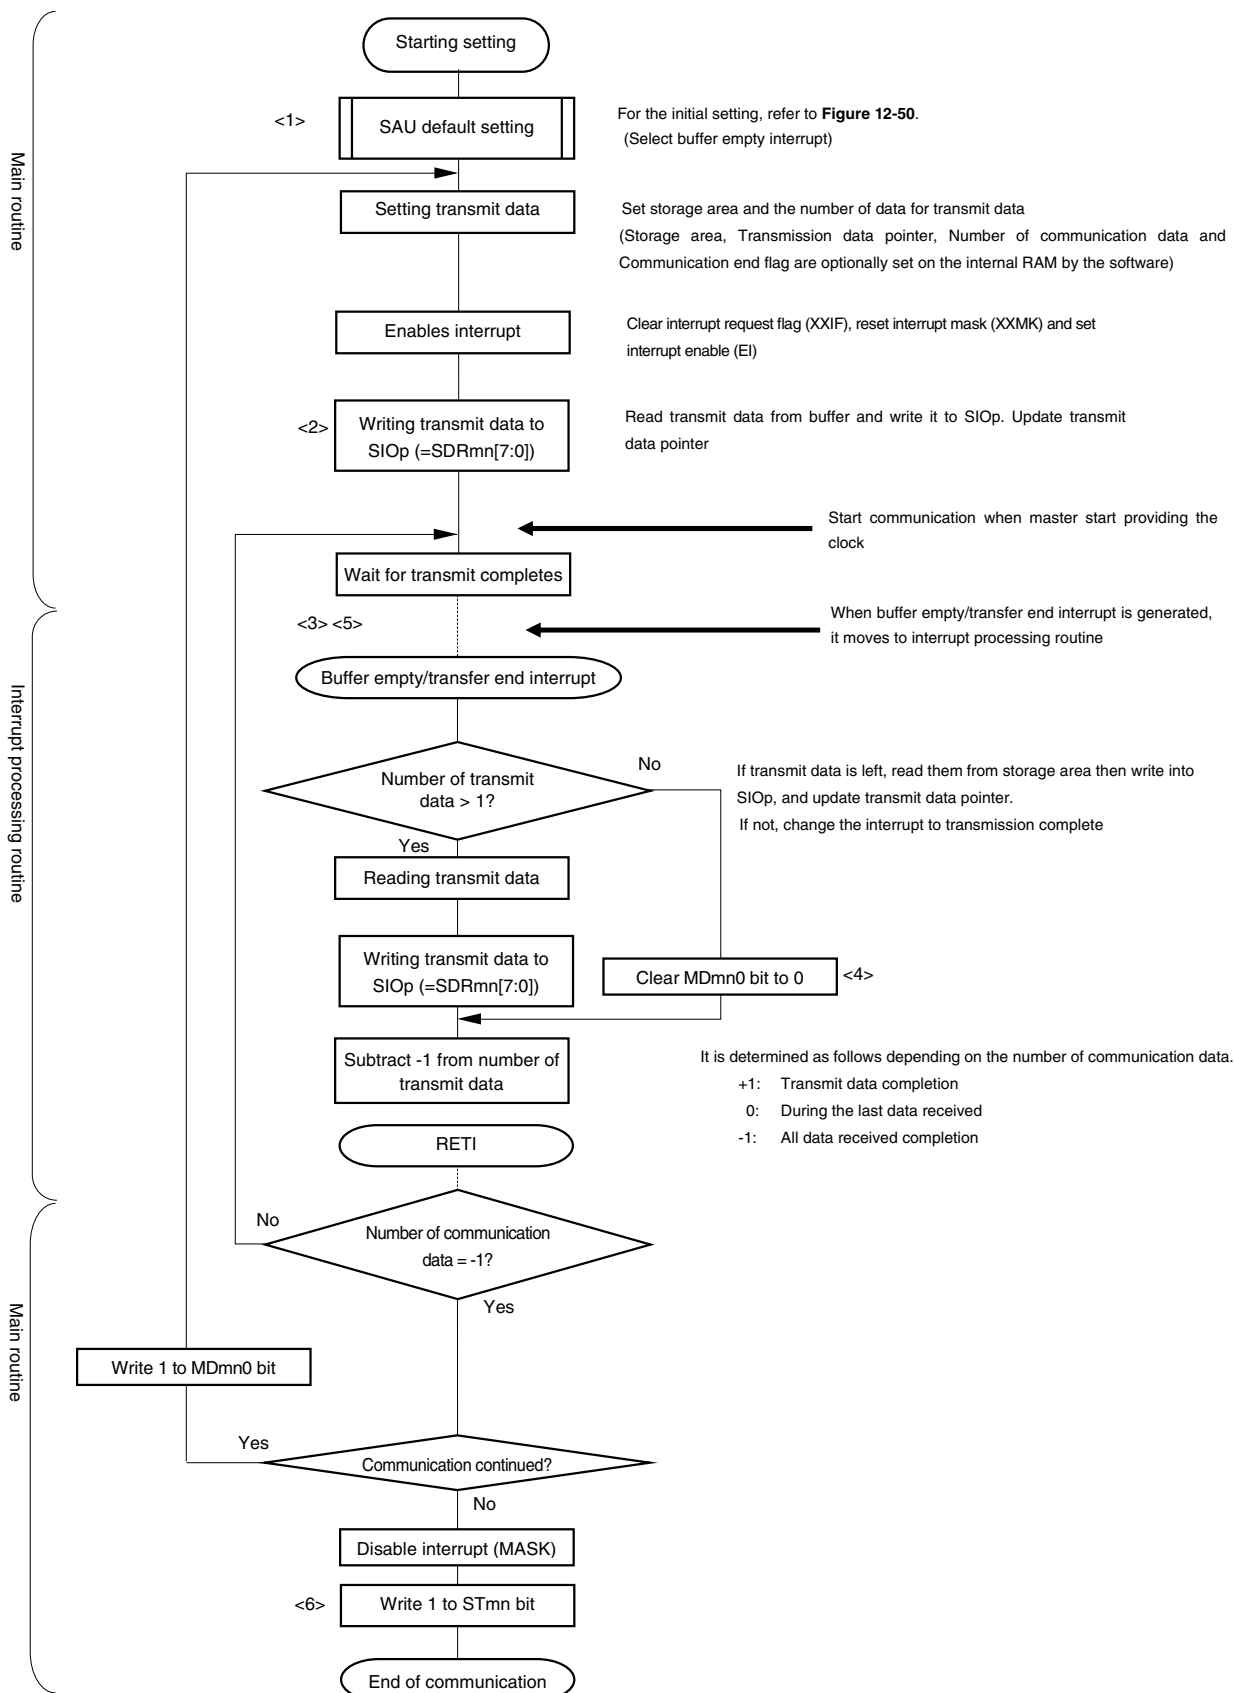 Starting setting
<1>
SAU default setting
For the initial setting, refer to Figure 12-50.
(Select buffer empty interrupt)
Main routine
Setting transmit data
Set storage area and the number of data for transmit data
(Storage area, Transmission data pointer, Number of communication data and
Communication end flag are optionally set on the internal RAM by the software)
Enables interrupt
Clear interrupt request flag (XXIF), reset interrupt mask (XXMK) and set
interrupt enable (EI)
<2>
Writing transmit data to
SIOp (=SDRmn[7:0])
Read transmit data from buffer and write it to SIOp. Update transmit
data pointer
Start communication when master start providing the
clock
Wait for transmit completes
<3> <5>
When buffer empty/transfer end interrupt is generated,
it moves to interrupt processing routine
Buffer empty/transfer end interrupt
Interrupt processing routine
Number of transmit
data > 1?
No
If transmit data is left, read them from storage area then write into
SIOp, and update transmit data pointer.
If not, change the interrupt to transmission complete
Yes
Reading transmit data
Writing transmit data to
SIOp (=SDRmn[7:0])
Clear MDmn0 bit to 0
<4>
Subtract -1 from number of
transmit data
It is determined as follows depending on the number of communication data.
+1: Transmit data completion
0: During the last data received
-1: All data received completion
RETI
No
Number of communication
data = -1?
Yes
Main routine
Write 1 to MDmn0 bit
Yes
Communication continued?
No
Disable interrupt (MASK)
<6>
Write 1 to STmn bit
End of communication